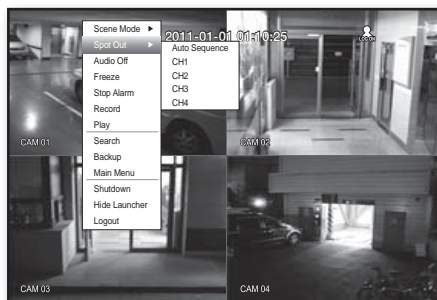 Scene Mode ▶
2011-01-01 01:10:25
LOG ON
Spot Out ▶
Auto Sequence
CH1
CH2
CH3
CH4
Audio Off
Freeze
Stop Alarm
Record
Play
Search
Backup
Main Menu
Shutdown
Hide Launcher
Logout
CAM 01
CAM 02
CAM 03
CAM 04